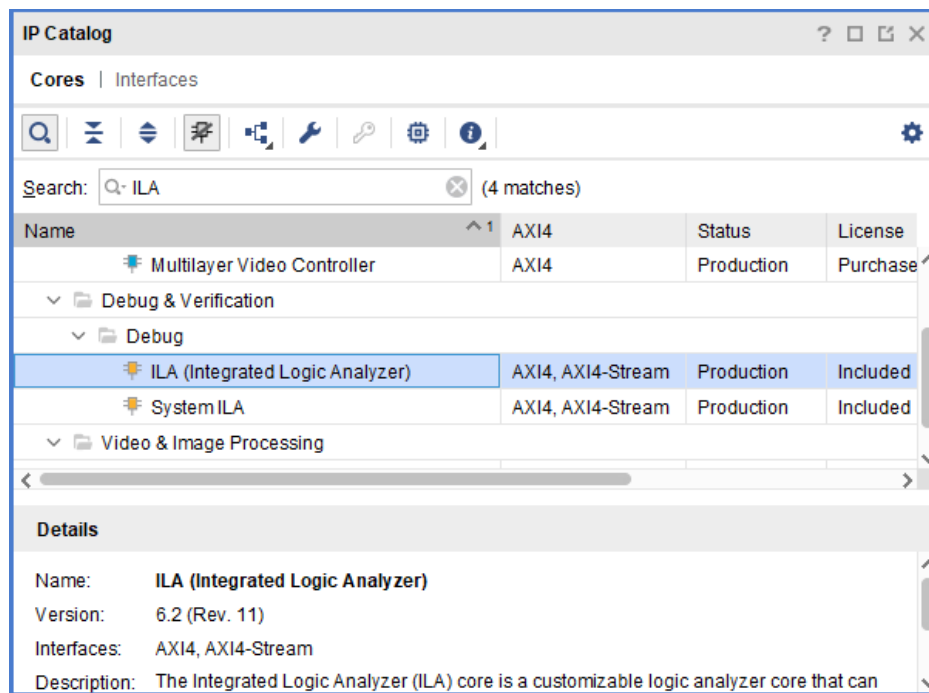 IP Catalog
Cores | Interfaces
Search: ILA (4 matches)
Name 1 AXI4 Status License
Multilayer Video Controller AXI4 Production Purchase
Debug & Verification
Debug
ILA (Integrated Logic Analyzer) AXI4, AXI4-Stream Production Included
System ILA AXI4, AXI4-Stream Production Included
Video & Image Processing
Details
Name: ILA (Integrated Logic Analyzer)
Version: 6.2 (Rev. 11)
Interfaces: AXI4, AXI4-Stream
Description: The Integrated Logic Analyzer (ILA) core is a customizable logic analyzer core that can